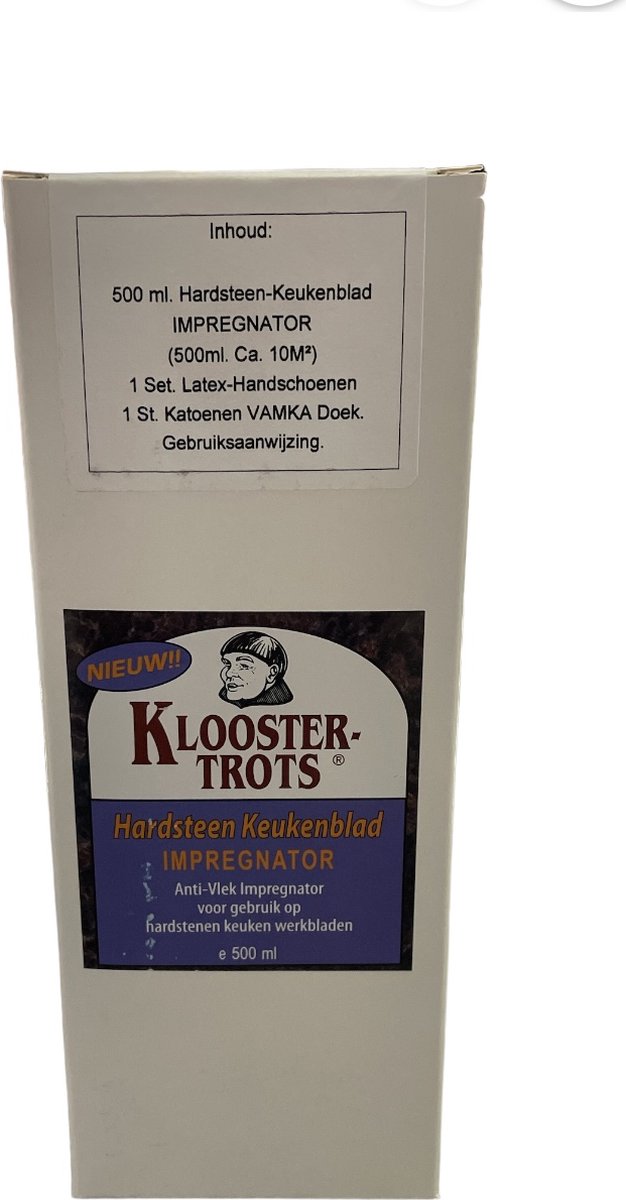 Inhoud:
500 ml. Hardsteen-Keukenblad
IMPREGNATOR
(500ml. Ca. 10M²)
1 Set. Latex-Handschoenen
1 St. Katoenen VAMKA Doek.
Gebruiksaanwijzing.
NIEUW!!
KLOOSTER-
TROTS ®
Hardsteen Keukenblad
IMPREGNATOR
Anti-Vlek Impregnator
voor gebruik op
hardstenen keuken werkbladen
e 500 ml